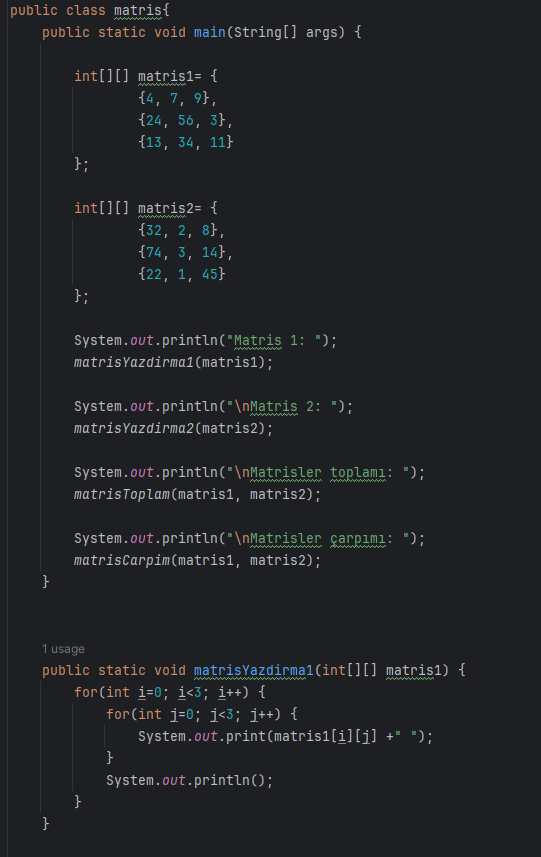 public class matris{
    public static void main(String[] args) {
        int[][] matris1= {
                {4, 7, 9},
                {24, 56, 3},
                {13, 34, 11}
        };
        int[][] matris2= {
                {32, 2, 8},
                {74, 3, 14},
                {22, 1, 45}
        };
        System.out.println("Matris 1: ");
        matrisYazdirma1(matris1);
        System.out.println("\nMatris 2: ");
        matrisYazdirma2(matris2);
        System.out.println("\nMatrisler toplamı: ");
        matrisToplam(matris1, matris2);
        System.out.println("\nMatrisler çarpımı: ");
        matrisCarpim(matris1, matris2);
    }
    1 usage
    public static void matrisYazdirma1(int[][] matris1) {
        for(int i=0; i<3; i++) {
            for(int j=0; j<3; j++) {
                System.out.print(matris1[i][j] +" ");
            }
            System.out.println();
        }
    }